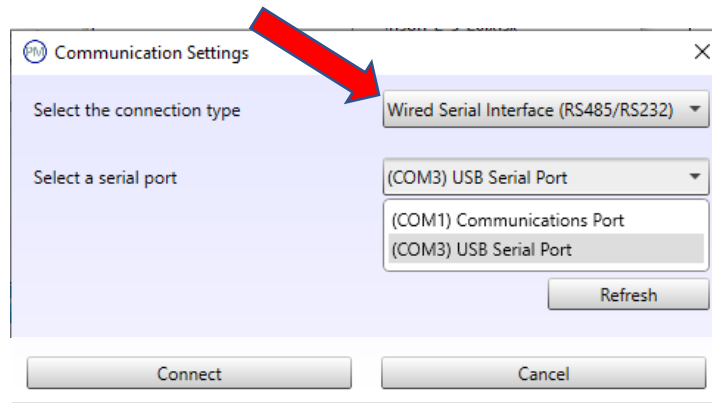 PM Communication Settings
Select the connection type
Wired Serial Interface (RS485/RS232)
Select a serial port
(COM3) USB Serial Port
(COM1) Communications Port
(COM3) USB Serial Port
Refresh
Connect
Cancel